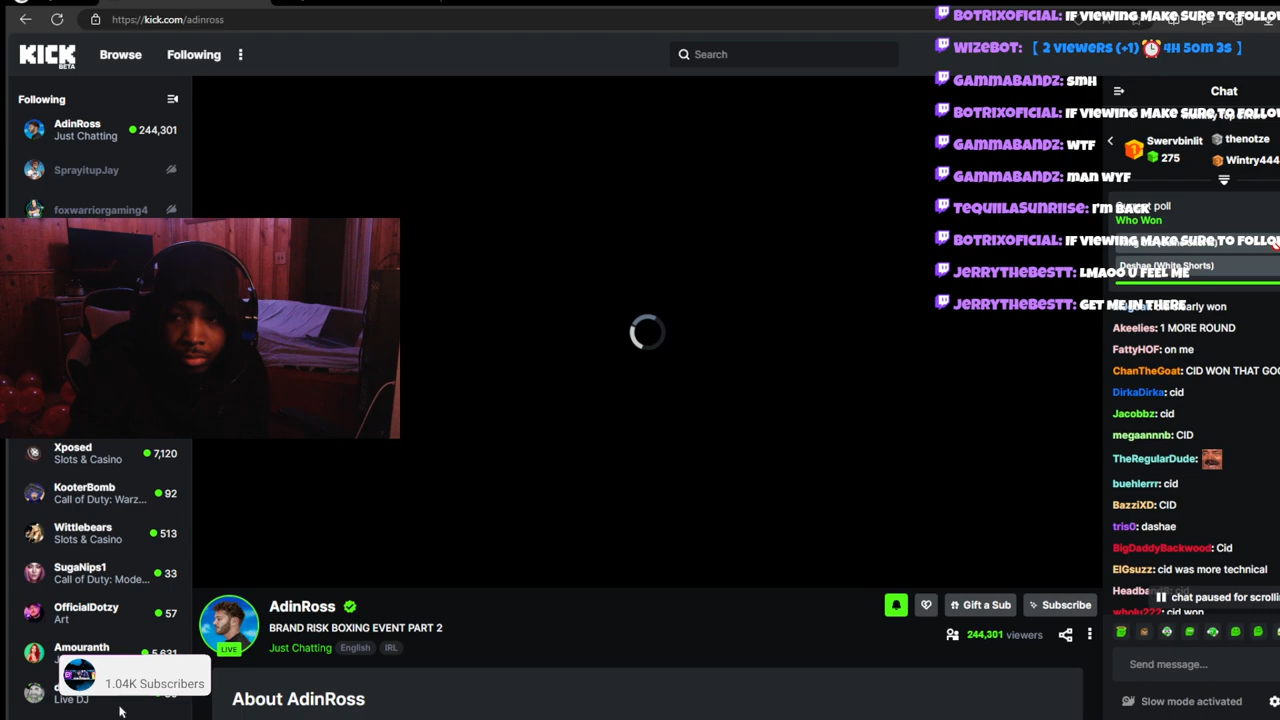 https://kick.com/adinross
KICK
BETA
Browse
Following
Search
Following
AdinRoss
Just Chatting
244,301
SprayitupJay
foxwarriorgaming4
Xposed
Slots & Casino
7,120
KooterBomb
Call of Duty: Warz...
92
Wittlebears
Slots & Casino
513
SugaNips1
Call of Duty: Mode...
33
OfficialDotzy
Art
57
Amouranth
5,631
1.04K Subscribers
Live DJ
AdinRoss
LIVE
BRAND RISK BOXING EVENT PART 2
Just Chatting
English
IRL
Gift a Sub
Subscribe
244,301 viewers
About AdinRoss
BOTRIXOFICIAL: IF VIEWING MAKE SURE TO FOLLOW
WIZEBOT: [ 2 VIEWERS (+1) 4H 50M 3S ]
GAMMABANDZ: SMH
BOTRIXOFICIAL: IF VIEWING MAKE SURE TO FOLLOW
GAMMABANDZ: WTF
GAMMABANDZ: MAN WYF
TEQUIILASUNRIISE: I'M BACK
BOTRIXOFICIAL: IF VIEWING MAKE SURE TO FOLLOW
JERRYTHEBESTT: LMAOO U FEEL ME
JERRYTHEBESTT: GET ME IN THERE
Chat
Swervbinlit
275
thenotze
Wintry444
poll
Who Won
Deshae (White Shorts)
won
Akeelies: 1 MORE ROUND
FattyHOF: on me
ChanTheGoat: CID WON THAT GOO
DirkaDirka: cid
Jacobbz: cid
megaannnb: CID
TheRegularDude:
buehlerrr: cid
BazziXD: CID
tris0: dashae
BigDaddyBackwood: Cid
ElGsuzz: cid was more technical
chat paused for scrolli
wholu222: cid won
Send message...
Slow mode activated